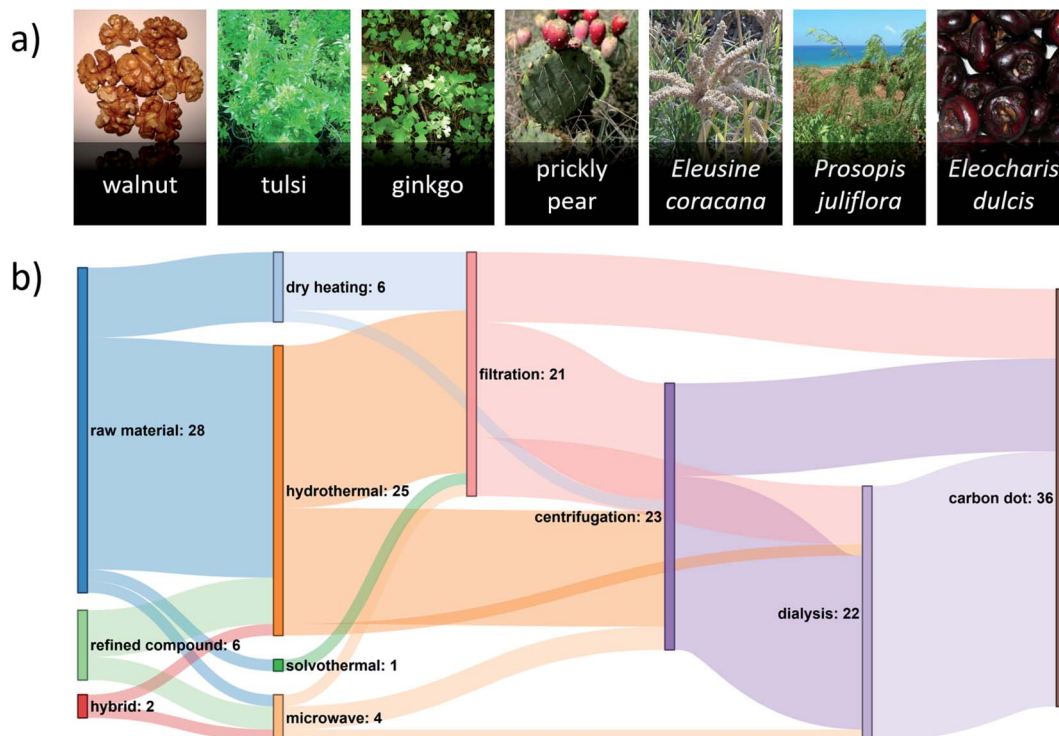 a)
walnut
tulsi
ginkgo
prickly
pear
Eleusine
coracana
Prosopis
juliflora
Eleocharis
dulcis
b)
dry heating: 6
filtration: 21
raw material: 28
hydrothermal: 25
centrifugation: 23
carbon dot: 36
dialysis: 22
refined compound: 6
solvothermal: 1
hybrid: 2
microwave: 4